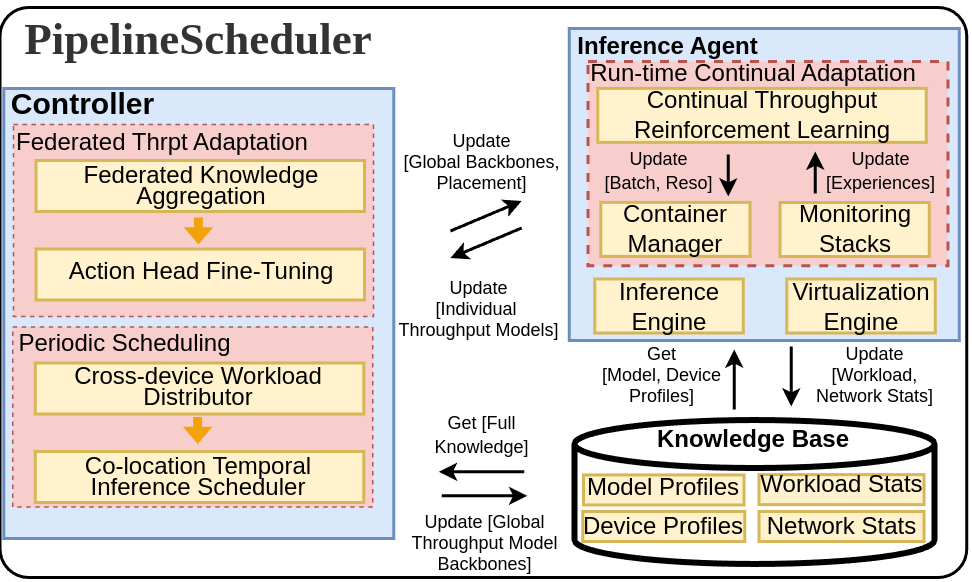 PipelineScheduler
Controller
Federated Thrpt Adaptation
Federated Knowledge
Aggregation
Action Head Fine-Tuning
Periodic Scheduling
Cross-device Workload
Distributor
Co-location Temporal
Inference Scheduler
Update
[Global Backbones,
Placement]
Update
[Individual
Throughput Models]
Get [Full
Knowledge]
Update [Global
Throughput Model
Backbones]
Inference Agent
Run-time Continual Adaptation
Continual Throughput
Reinforcement Learning
Update
[Batch, Reso]
Update
[Experiences]
Container
Manager
Monitoring
Stacks
Inference
Engine
Virtualization
Engine
Get
[Model, Device
Profiles]
Update
[Workload,
Network Stats]
Knowledge Base
Model Profiles
Workload Stats
Device Profiles
Network Stats